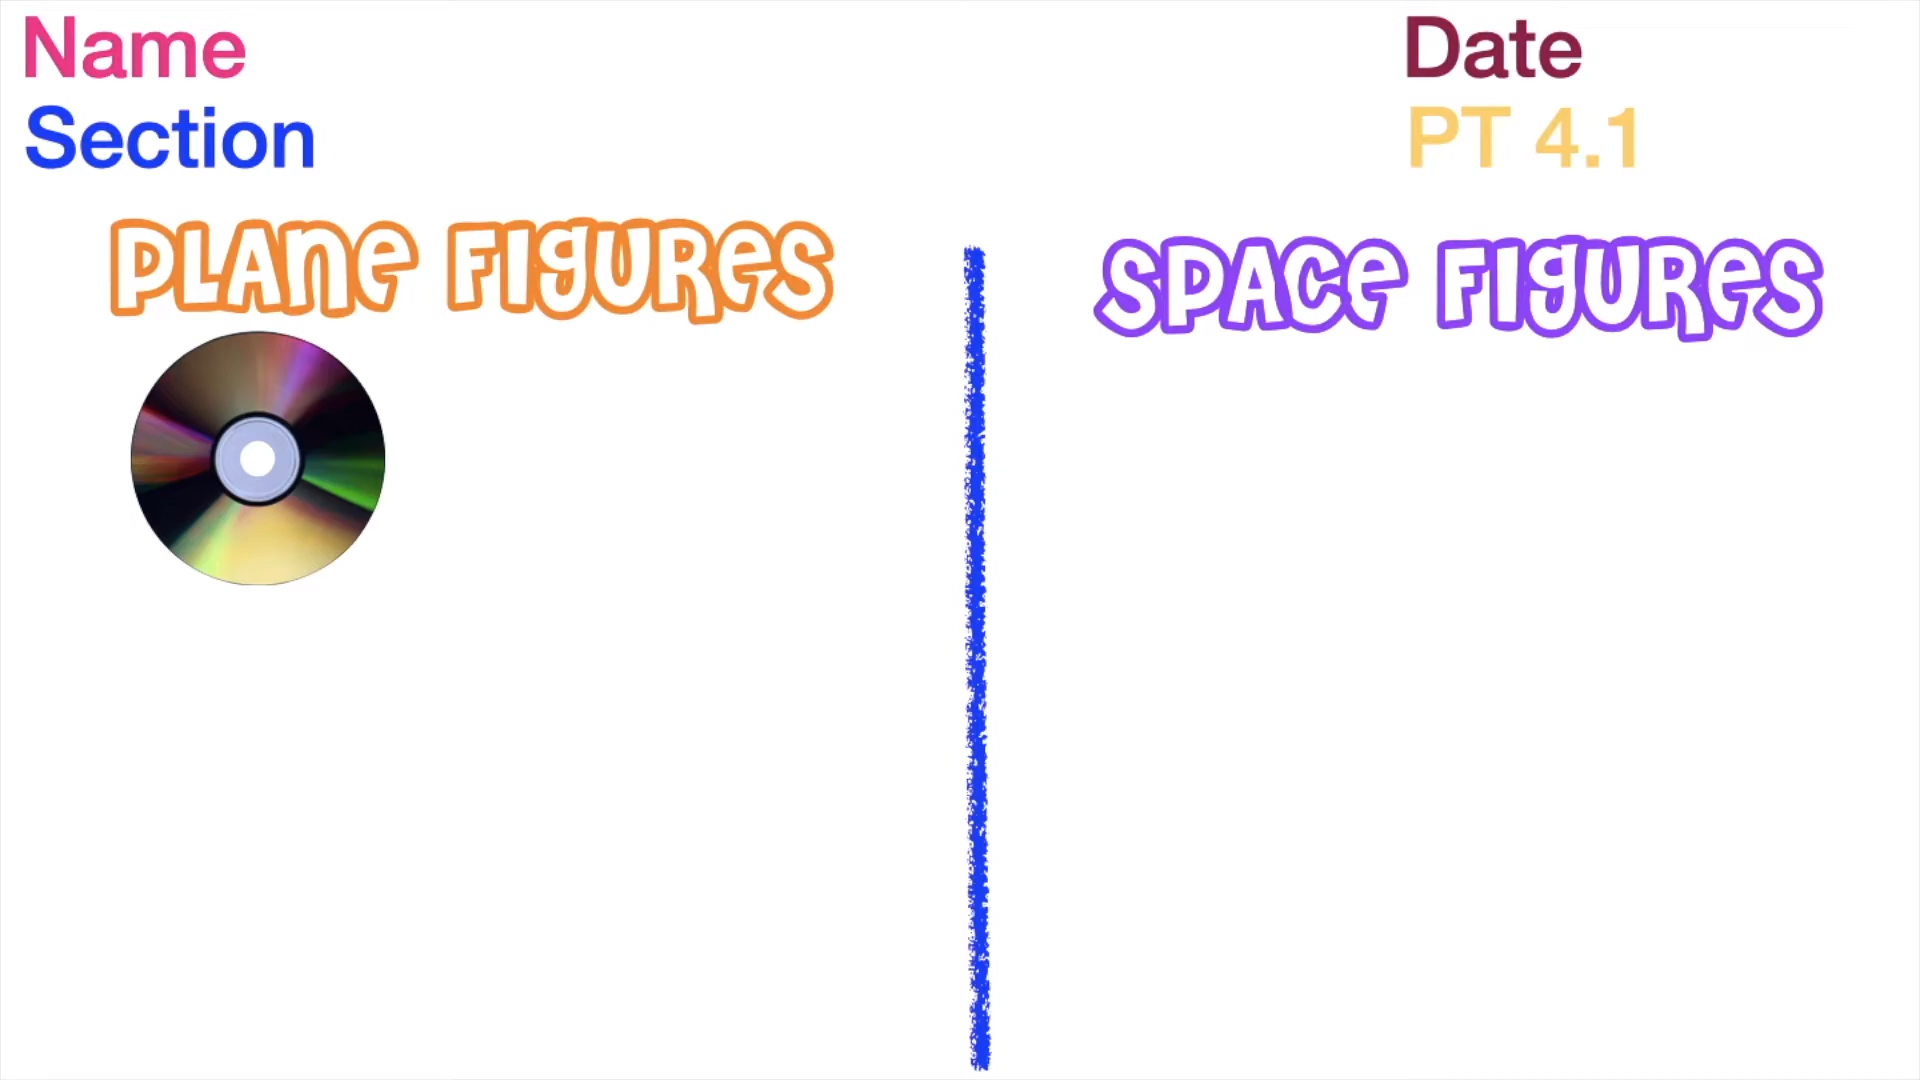 Name
Date
Section
PT 4.1
PLANE FIGURES
SPACE FIGURES